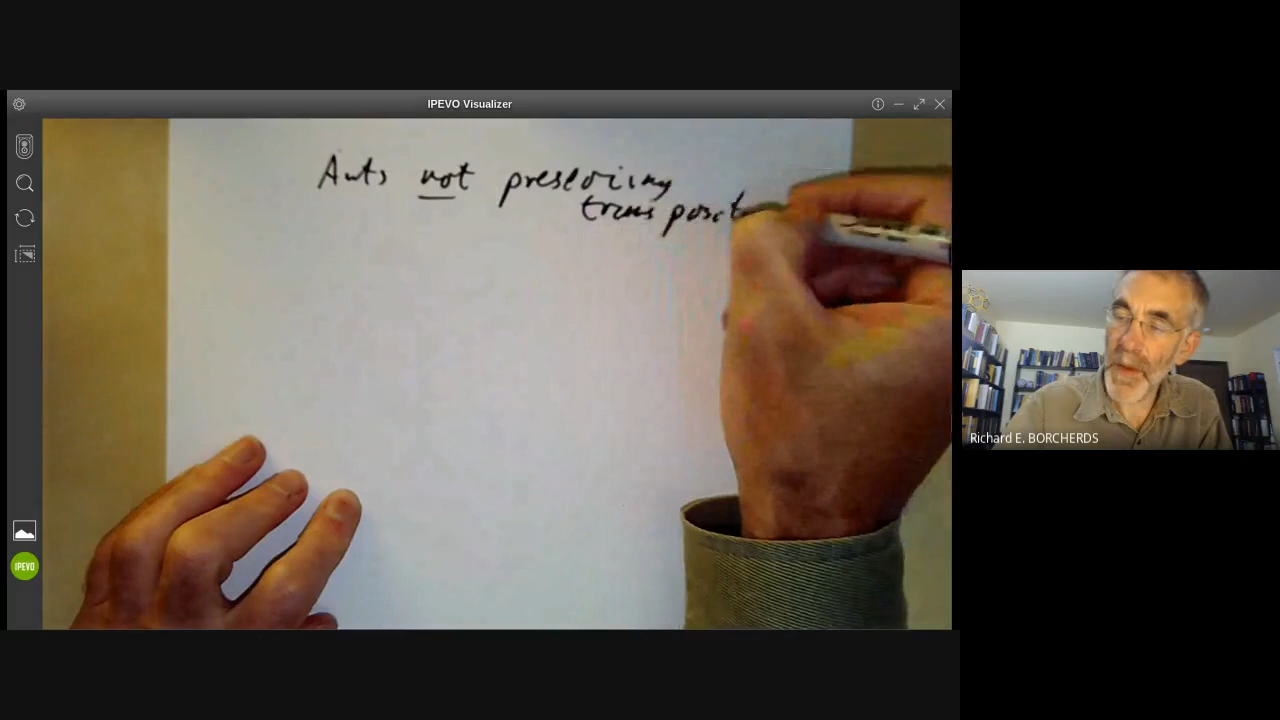 IPEVO Visualizer
Auts not preserving
transposit
IPEVO
Richard E. BORCHERDS